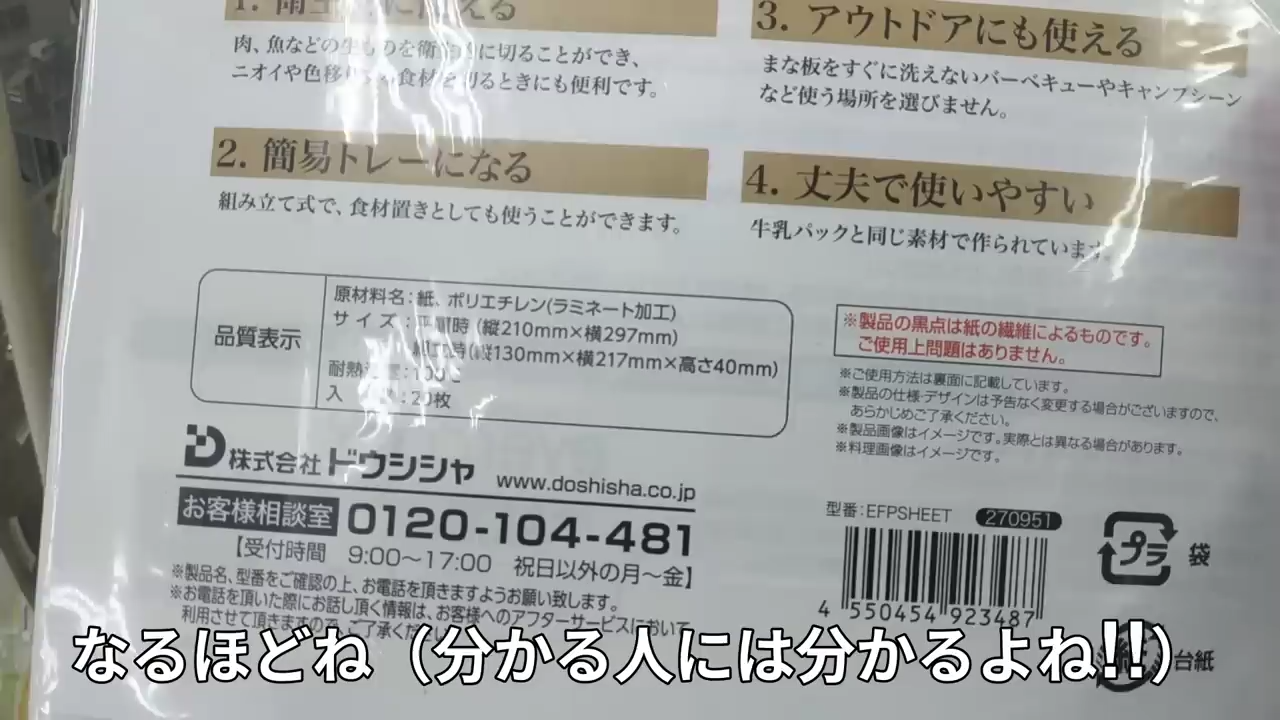 肉、魚などの生ものを衛生的に切ることができ、
ニオイや色移り 食材を切るときにも便利です。
2. 簡易トレーになる
組み立て式で、食材置きとしても使うことができます。
3. アウトドアにも使える
まな板をすぐに洗えないバーベキューやキャンプシーン
など使う場所を選びません。
4. 丈夫で使いやすい
牛乳パックと同じ素材で作られています。
品質表示
原材料名:紙、ポリエチレン(ラミネート加工)
サイズ: (縦210mm×横297mm)
(縦130mm×横217mm×高さ40mm)
耐熱温度:100℃
入 :20枚
※製品の黒点は紙の繊維によるものです。
ご使用上問題はありません。
※ご使用方法は裏面に記載しています。
※製品の仕様・デザインは予告なく変更する場合がございますので、
あらかじめご了承ください。
※製品画像はイメージです。実際とは異なる場合があります。
※料理画像はイメージです。
株式会社ドウシシャ www.doshisha.co.jp
お客様相談室 0120-104-481
【受付時間 9:00〜17:00 祝日以外の月〜金】
※製品名、型番をご確認の上、お電話を頂きますようお願い致します。
※お電話を頂いた際にお話し頂く情報は、お客様へのアフターサービスにおいて
利用させて頂きますので、ご了承ください
型番:EFPSHEET 270951
4 550454 923487
プラ 袋
台紙
なるほどね（分かる人には分かるよね!!）